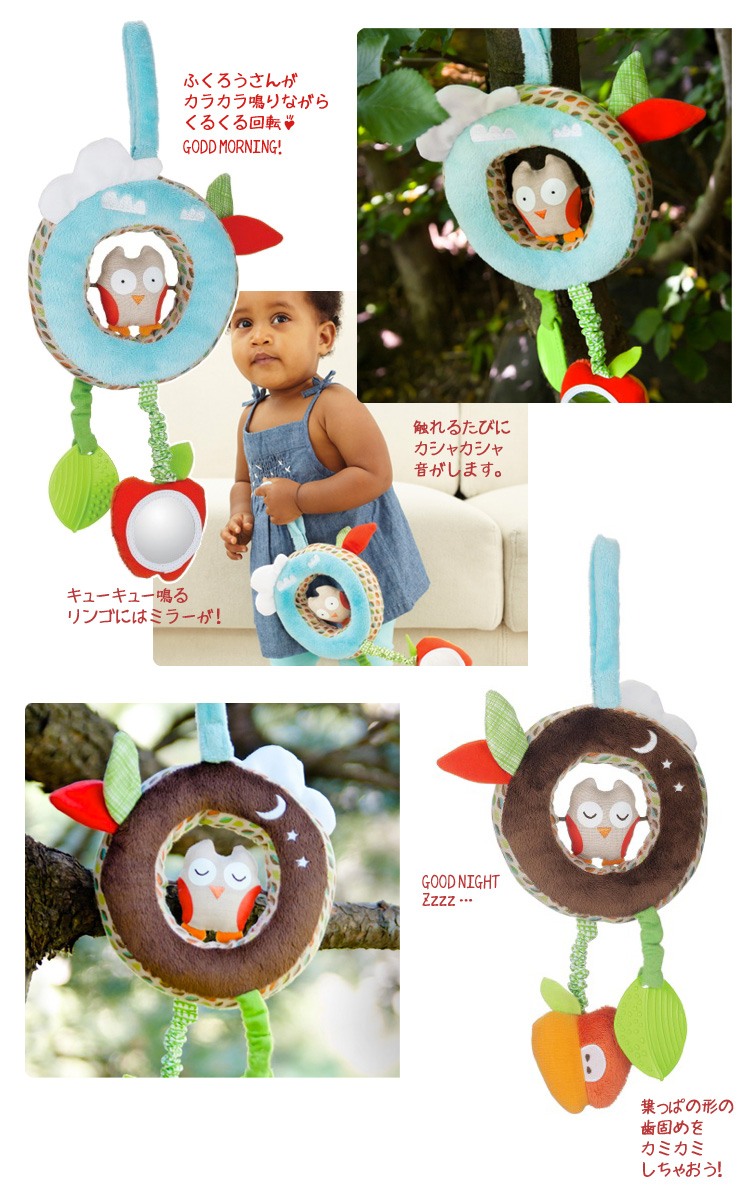 ふくろうさんが
カラカラ鳴りながら
くるくる回転♥
GODD MORNING!
触れるたびに
カシャカシャ
音がします。
キューキュー鳴る
リンゴにはミラーが!
GOOD NIGHT
Zzzz…
葉っぱの形の
歯固めを
カミカミ
しちゃおう!